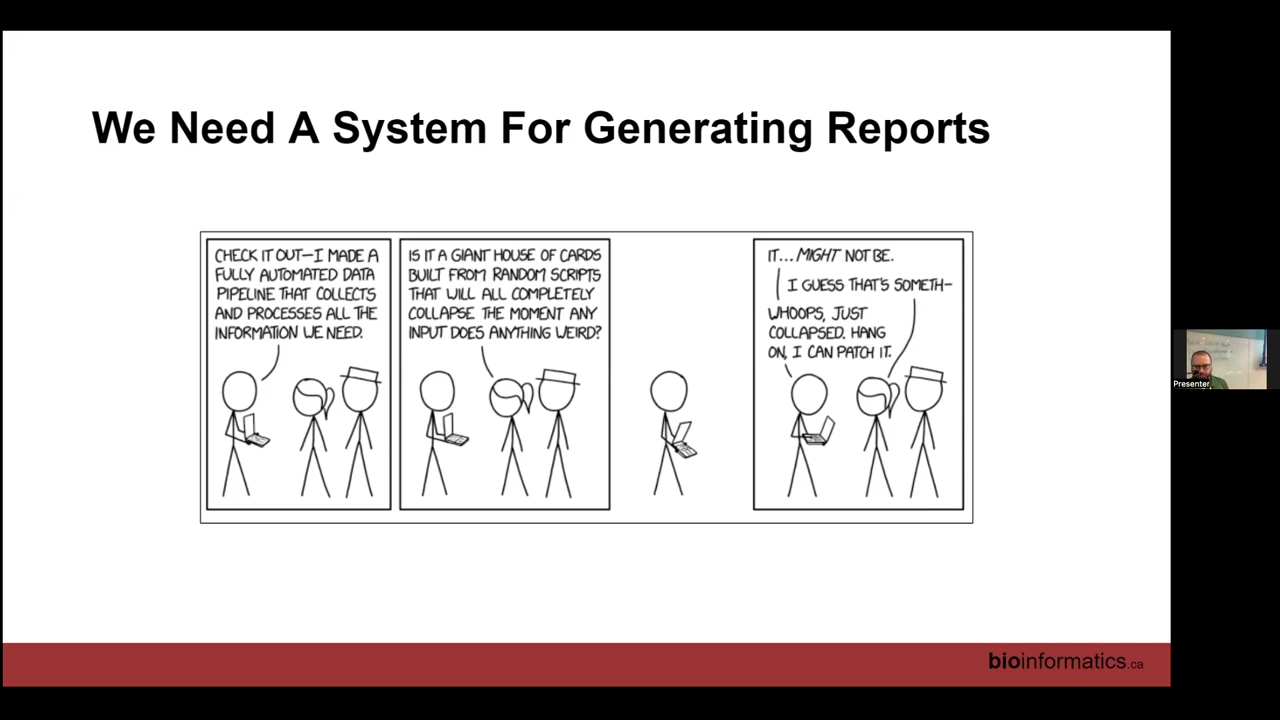 We Need A System For Generating Reports
CHECK IT OUT—I MADE A
FULLY AUTOMATED DATA
PIPELINE THAT COLLECTS
AND PROCESSES ALL THE
INFORMATION WE NEED.
IS IT A GIANT HOUSE OF CARDS
BUILT FROM RANDOM SCRIPTS
THAT WILL ALL COMPLETELY
COLLAPSE THE MOMENT ANY
INPUT DOES ANYTHING WEIRD?
IT... MIGHT NOT BE.
I GUESS THAT'S SOMETH-
WHOOPS, JUST
COLLAPSED. HANG
ON, I CAN PATCH IT.
Presenter
bioinformatics.ca